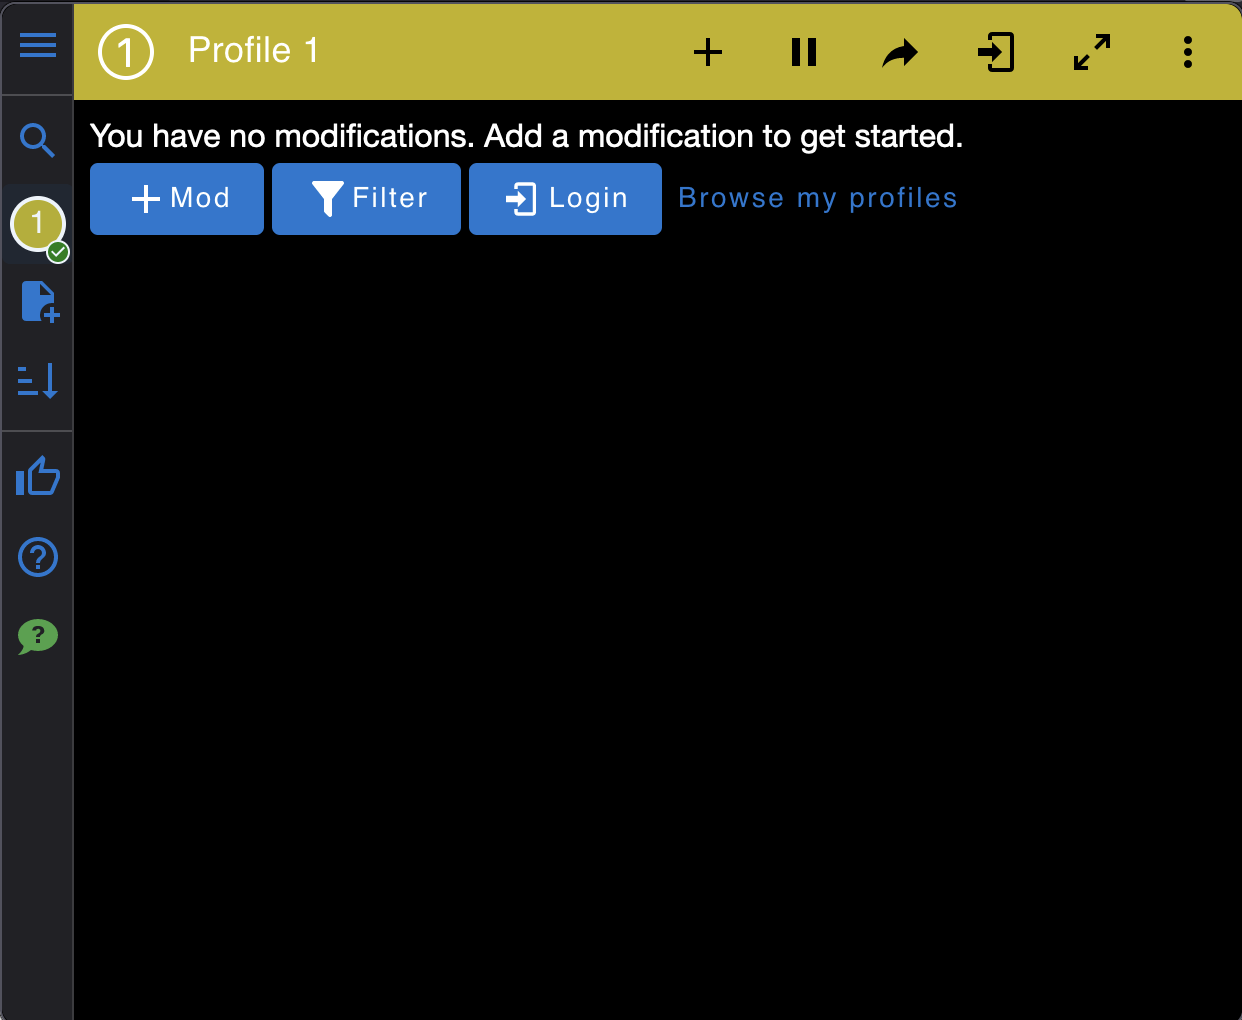 1 Profile 1
You have no modifications. Add a modification to get started.
Mod Filter Login Browse my profiles
1
?
?